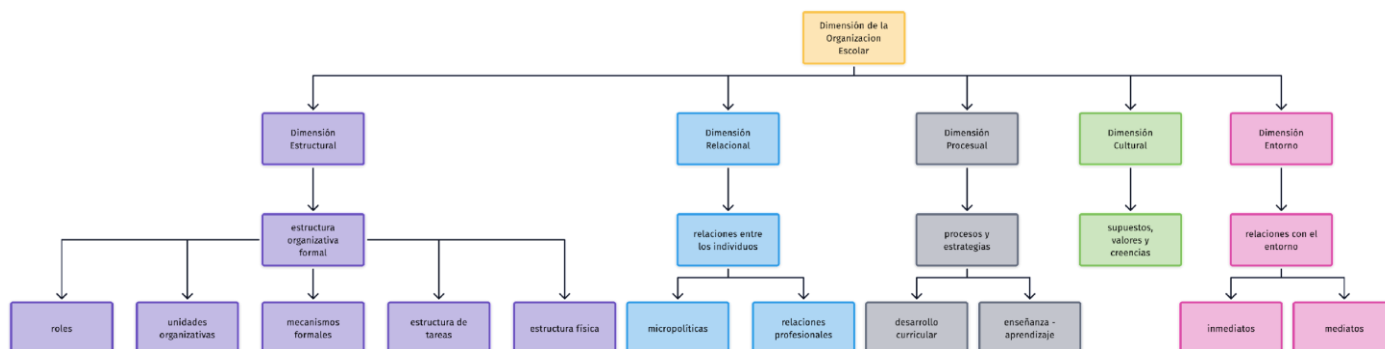 Dimensión de la
Organizacion
Escolar
Dimensión
Estructural
Dimensión
Relacional
Dimensión
Procesual
Dimensión
Cultural
Dimensión
Entorno
estructura
organizativa
formal
relaciones entre
los individuos
procesos y
estrategias
supuestos,
valores y
creencias
relaciones con el
entorno
roles
unidades
organizativas
mecanismos
formales
estructura de
tareas
estructura física
micropolíticas
relaciones
profesionales
desarrollo
curricular
enseñanza -
aprendizaje
inmediatos
mediatos